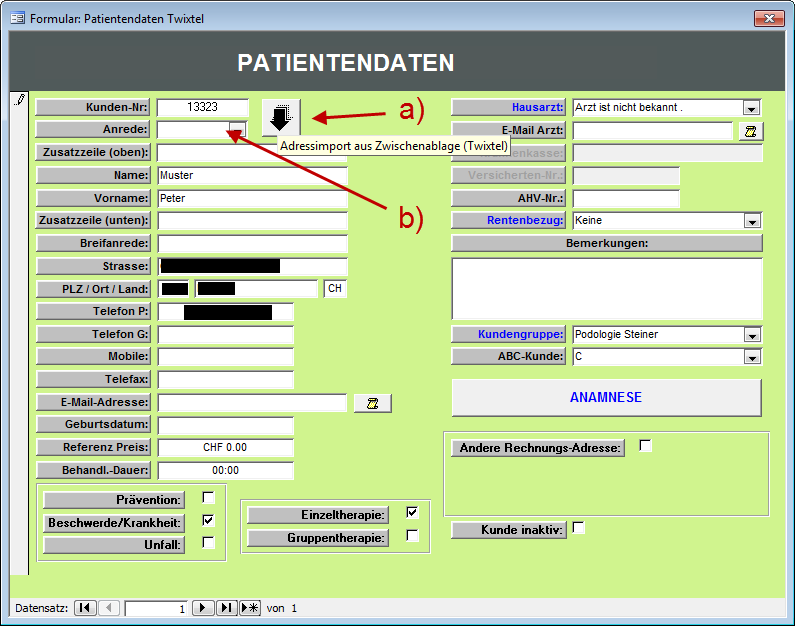 Formular: Patientendaten Twixtel
PATIENTENDATEN
Kunden-Nr: 13323
a)
Anrede:
Adressimport aus Zwischenablage (Twixtel)
b)
Zusatzzeile (oben):
Name: Muster
Vorname: Peter
Zusatzzeile (unten):
Breifanrede:
Strasse:
PLZ / Ort / Land: CH
Telefon P:
Telefon G:
Mobile:
Telefax:
E-Mail-Adresse:
Geburtsdatum:
Referenz Preis: CHF 0.00
Behandl.-Dauer: 00:00
Prävention:
Beschwerde/Krankheit:
Unfall:
Einzeltherapie:
Gruppentherapie:
Hausarzt: Arzt ist nicht bekannt .
E-Mail Arzt:
Versicherten-Nr.:
AHV-Nr.:
Rentenbezug: Keine
Bemerkungen:
Kundengruppe: Podologie Steiner
ABC-Kunde: C
ANAMNESE
Andere Rechnungs-Adresse:
Kunde inaktiv:
Datensatz: 1 von 1